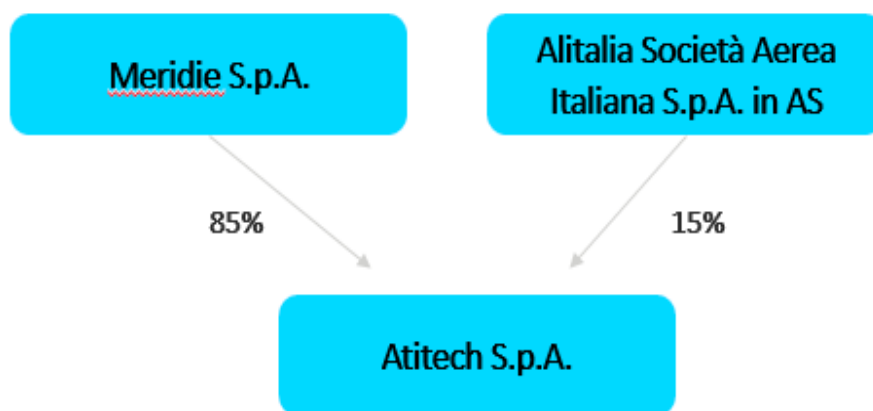 Meridie S.p.A.
Alitalia Società Aerea
Italiana S.p.A. in AS
85%
15%
Atitech S.p.A.